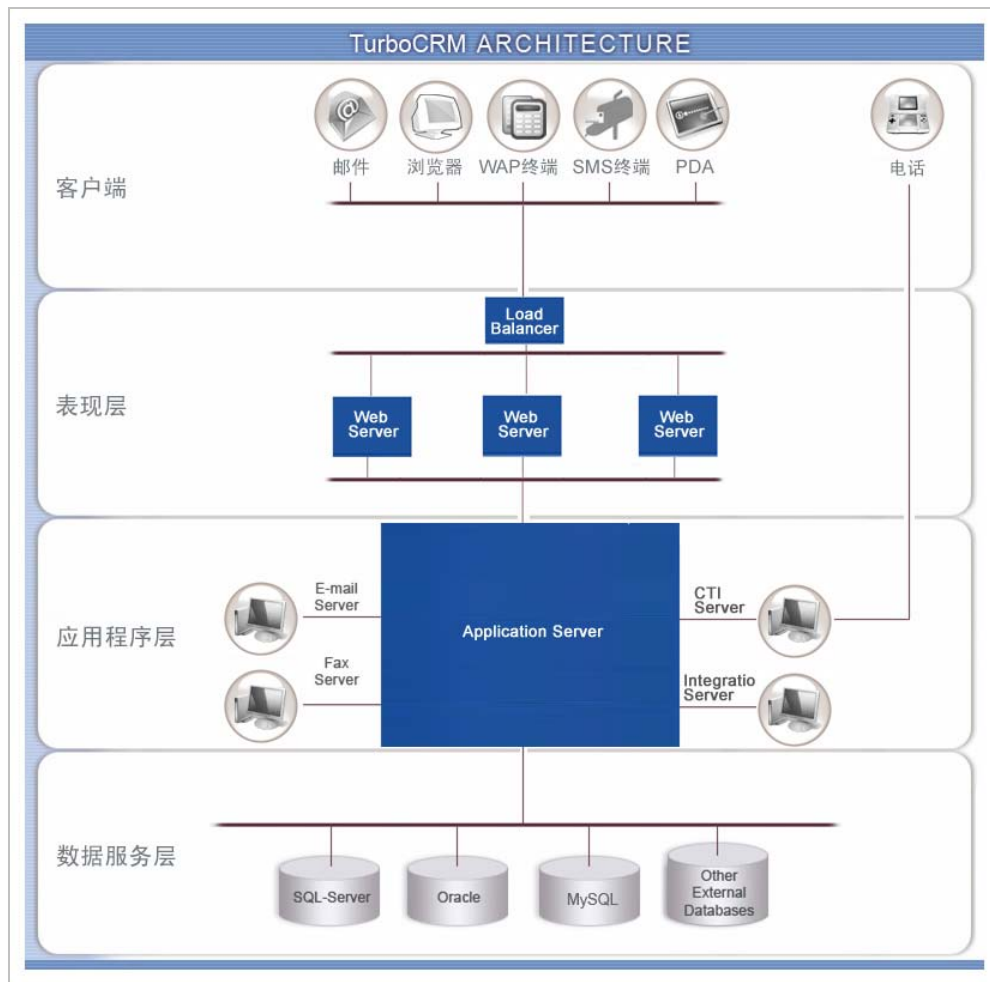 TurboCRM ARCHITECTURE
客户端
邮件
浏览器
WAP终端
SMS终端
PDA
电话
表现层
Load
Balancer
Web
Server
Web
Server
Web
Server
应用程序层
E-mail
Server
Fax
Server
Application Server
CTI
Server
Integratio
Server
数据服务层
SQL-Server
Oracle
MySQL
Other
External
Databases